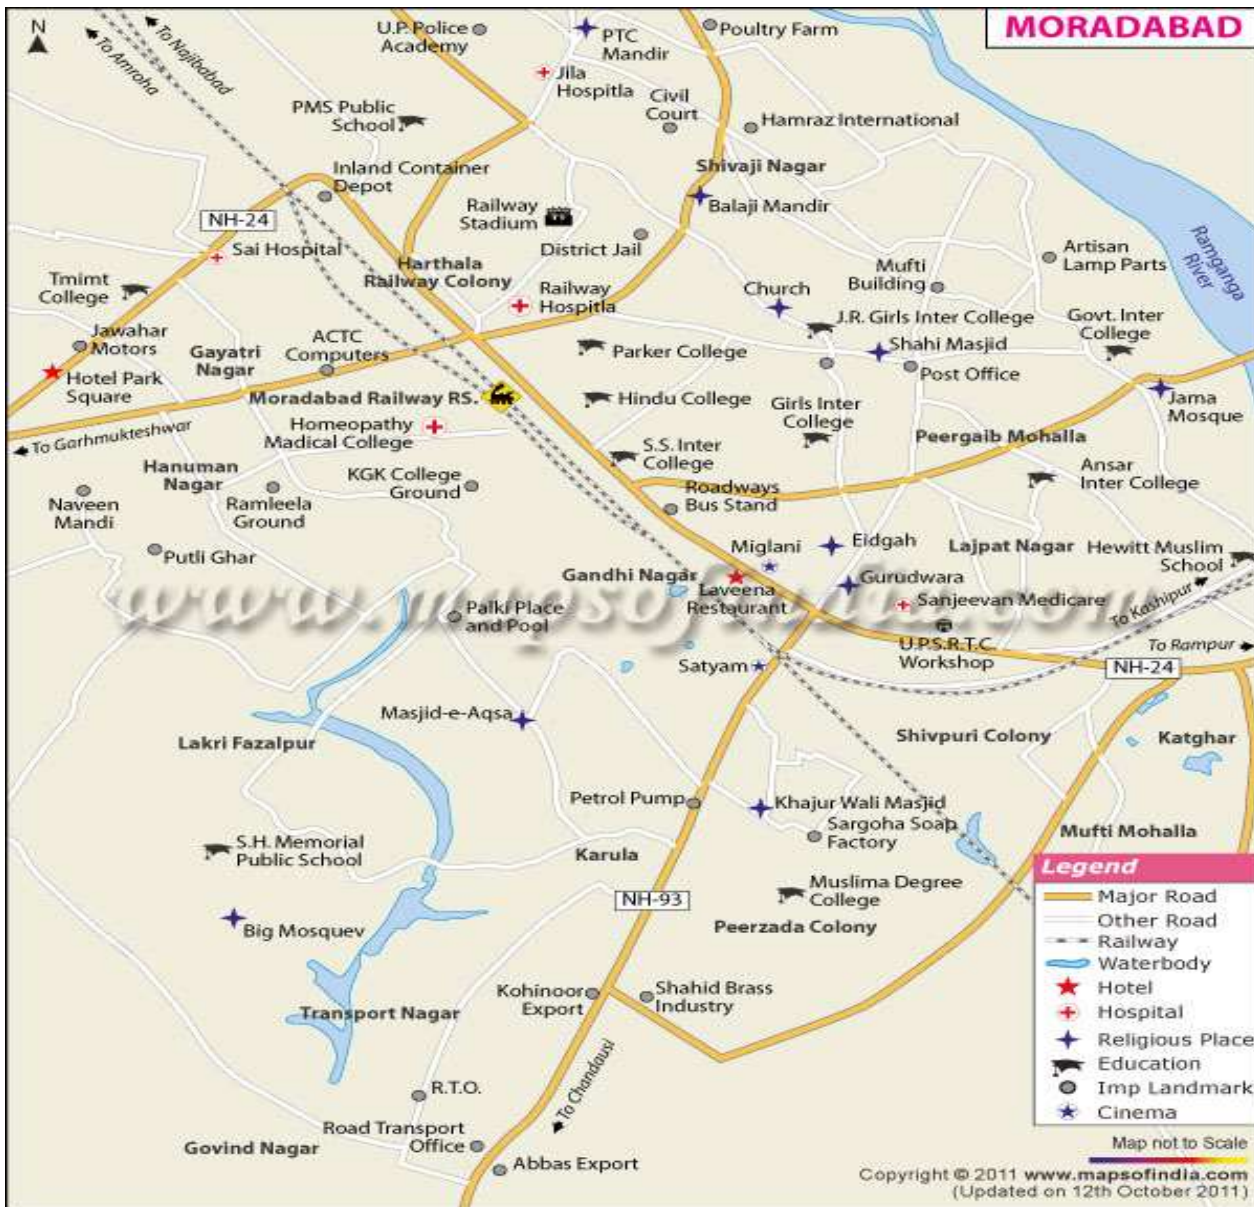 MORADABAD
N
To Najibabad
To Amroha
U.P. Police
Academy
PTC
Mandir
Poultry Farm
Jila
Hospitla
PMS Public
School
Civil
Court
Hamraz International
Inland Container
Depot
Shivaji Nagar
NH-24
Railway
Stadium
Balaji Mandir
Sai Hospital
District Jail
Artisan
Lamp Parts
Ramganga
River
Harthala
Railway Colony
Mufti
Building
Tmimt
College
Railway
Hospitla
Church
J.R. Girls Inter College
Govt. Inter
College
Jawahar
Motors
Gayatri
Nagar
ACTC
Computers
Parker College
Shahi Masjid
Hotel Park
Square
Post Office
Moradabad Railway RS.
Hindu College
Girls Inter
College
Jama
Mosque
To Garhmukteshwar
Homeopathy
Madical College
Peergaib Mohalla
S.S. Inter
College
Hanuman
Nagar
KGK College
Ground
Ansar
Inter College
Naveen
Mandi
Ramleela
Ground
Roadways
Bus Stand
Putli Ghar
Miglani
Eidgah
Lajpat Nagar
Hewitt Muslim
School
Gandhi Nagar
Laveena
Restaurant
Gurudwara
Sanjeevan Medicare
To Kashipur
www.mapsofindia.com
Palki Place
and Pool
U.P.S.R.T.C.
Workshop
To Rampur
NH-24
Satyam
Masjid-e-Aqsa
Lakri Fazalpur
Shivpuri Colony
Katghar
Petrol Pump
Khajur Wali Masjid
Sargoha Soap
Factory
Mufti Mohalla
S.H. Memorial
Public School
Karula
Muslima Degree
College
NH-93
Big Mosquev
Peerzada Colony
Kohinoor
Export
Shahid Brass
Industry
Transport Nagar
To Chandausi
R.T.O.
Road Transport
Office
Govind Nagar
Abbas Export
Legend
Major Road
Other Road
Railway
Waterbody
Hotel
Hospital
Religious Place
Education
Imp Landmark
Cinema
Map not to Scale
Copyright © 2011 www.mapsofindia.com
(Updated on 12th October 2011)